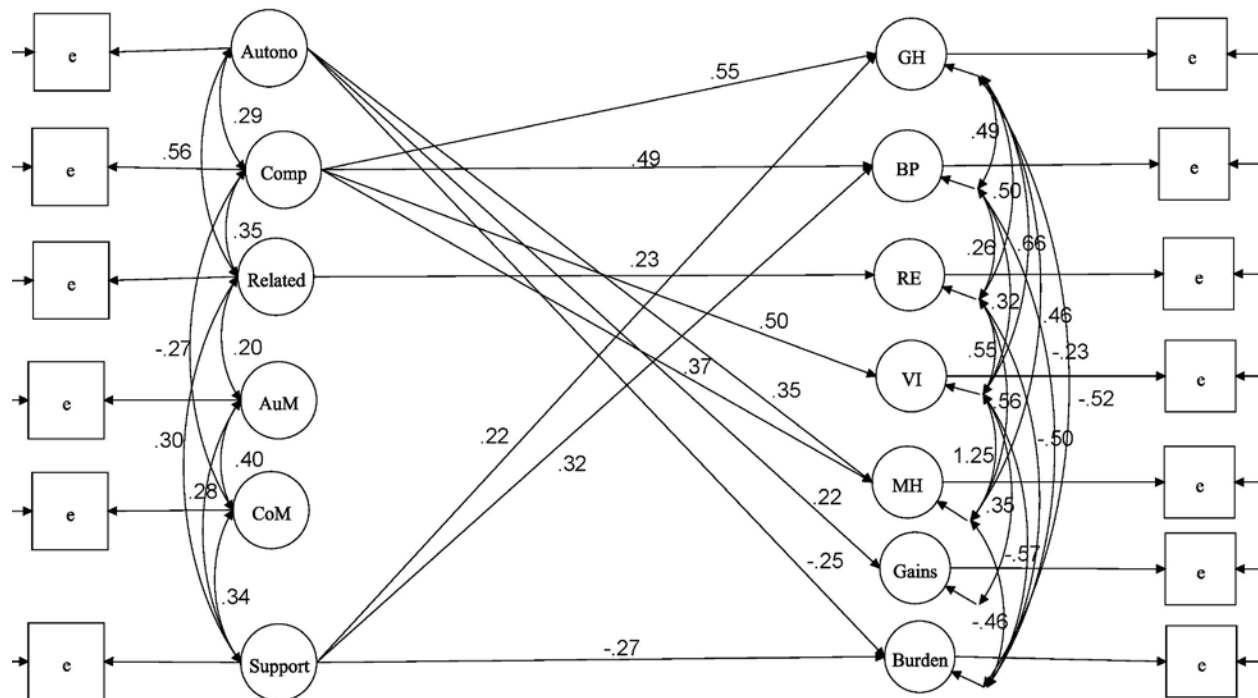 e
Autono
GH
e
.55
.29
.49
e
.56
Comp
.49
BP
.50
e
.35
.26
.66
e
Related
.23
RE
.32
e
.46
-.27
.20
.50
.55
-.23
e
AuM
.37
.35
VI
.56
-.52
e
.30
.22
-.50
.40
.32
1.25
e
.28
CoM
.22
MH
.35
e
-.25
Gains
-.57
e
.34
-.46
e
Support
-.27
Burden
e